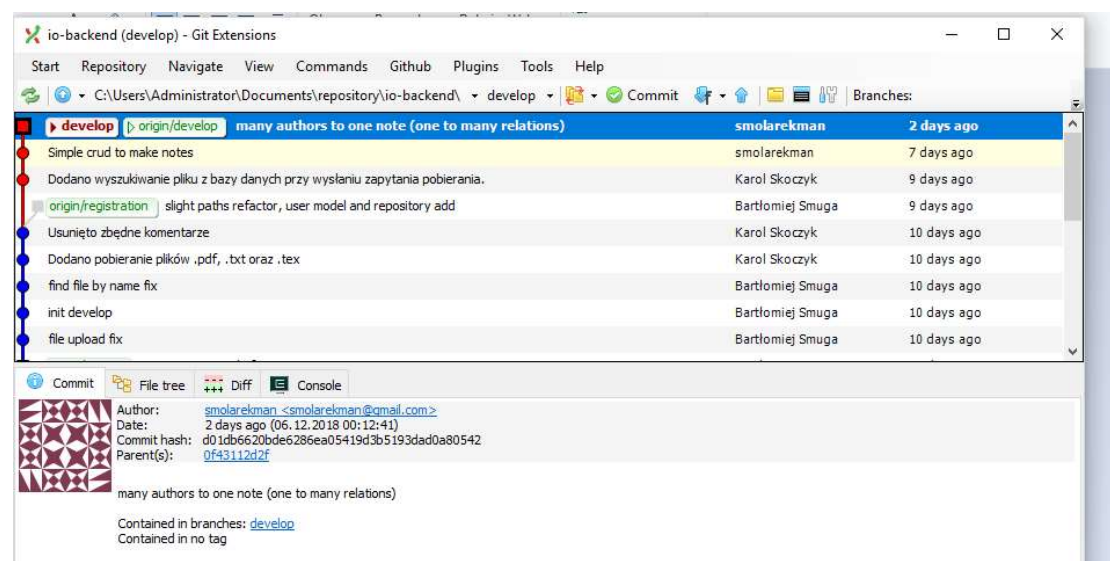 io-backend (develop) - Git Extensions
Start Repository Navigate View Commands Github Plugins Tools Help
C:\Users\Administrator\Documents\repository\io-backend\ develop Commit Branches:
develop origin/develop many authors to one note (one to many relations) smolarekman 2 days ago
Simple crud to make notes smolarekman 7 days ago
Dodano wyszukiwanie pliku z bazy danych przy wysłaniu zapytania pobierania. Karol Skoczyk 9 days ago
origin/registration slight paths refactor, user model and repository add Bartłomiej Smuga 9 days ago
Usunięto zbędne komentarze Karol Skoczyk 10 days ago
Dodano pobieranie plików .pdf, .txt oraz .tex Karol Skoczyk 10 days ago
find file by name fix Bartłomiej Smuga 10 days ago
init develop Bartłomiej Smuga 10 days ago
file upload fix Bartłomiej Smuga 10 days ago
Commit File tree Diff Console
Author: smolarekman <smolarekman@gmail.com>
Date: 2 days ago (06.12.2018 00:12:41)
Commit hash: d01db6620bde6286ea05419d3b5193dad0a80542
Parent(s): 0f43112d2f
many authors to one note (one to many relations)
Contained in branches: develop
Contained in no tag